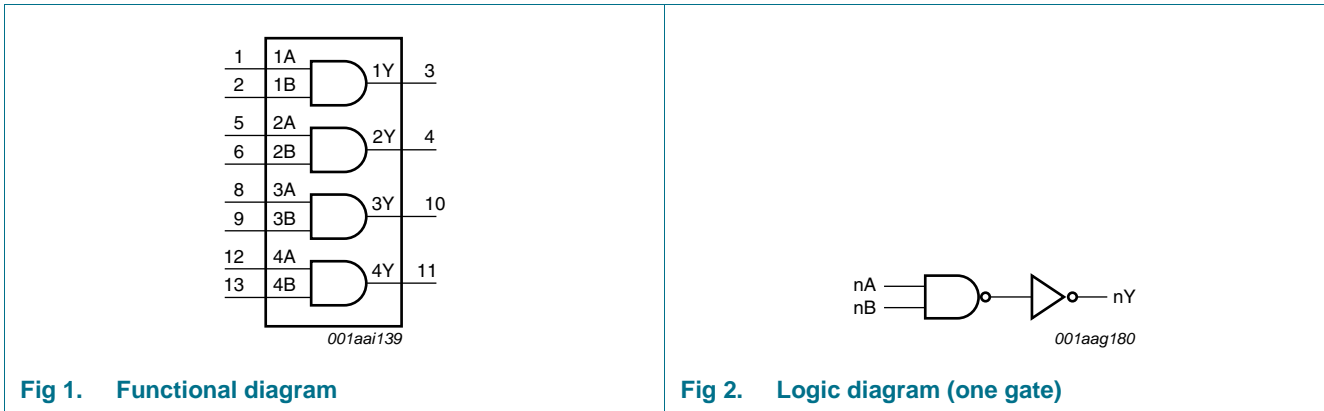 1 1A
1Y 3
2 1B
5 2A
2Y 4
6 2B
8 3A
3Y 10
9 3B
12 4A
4Y 11
13 4B
001aai139
Fig 1. Functional diagram
nA
nB
nY
001aag180
Fig 2. Logic diagram (one gate)